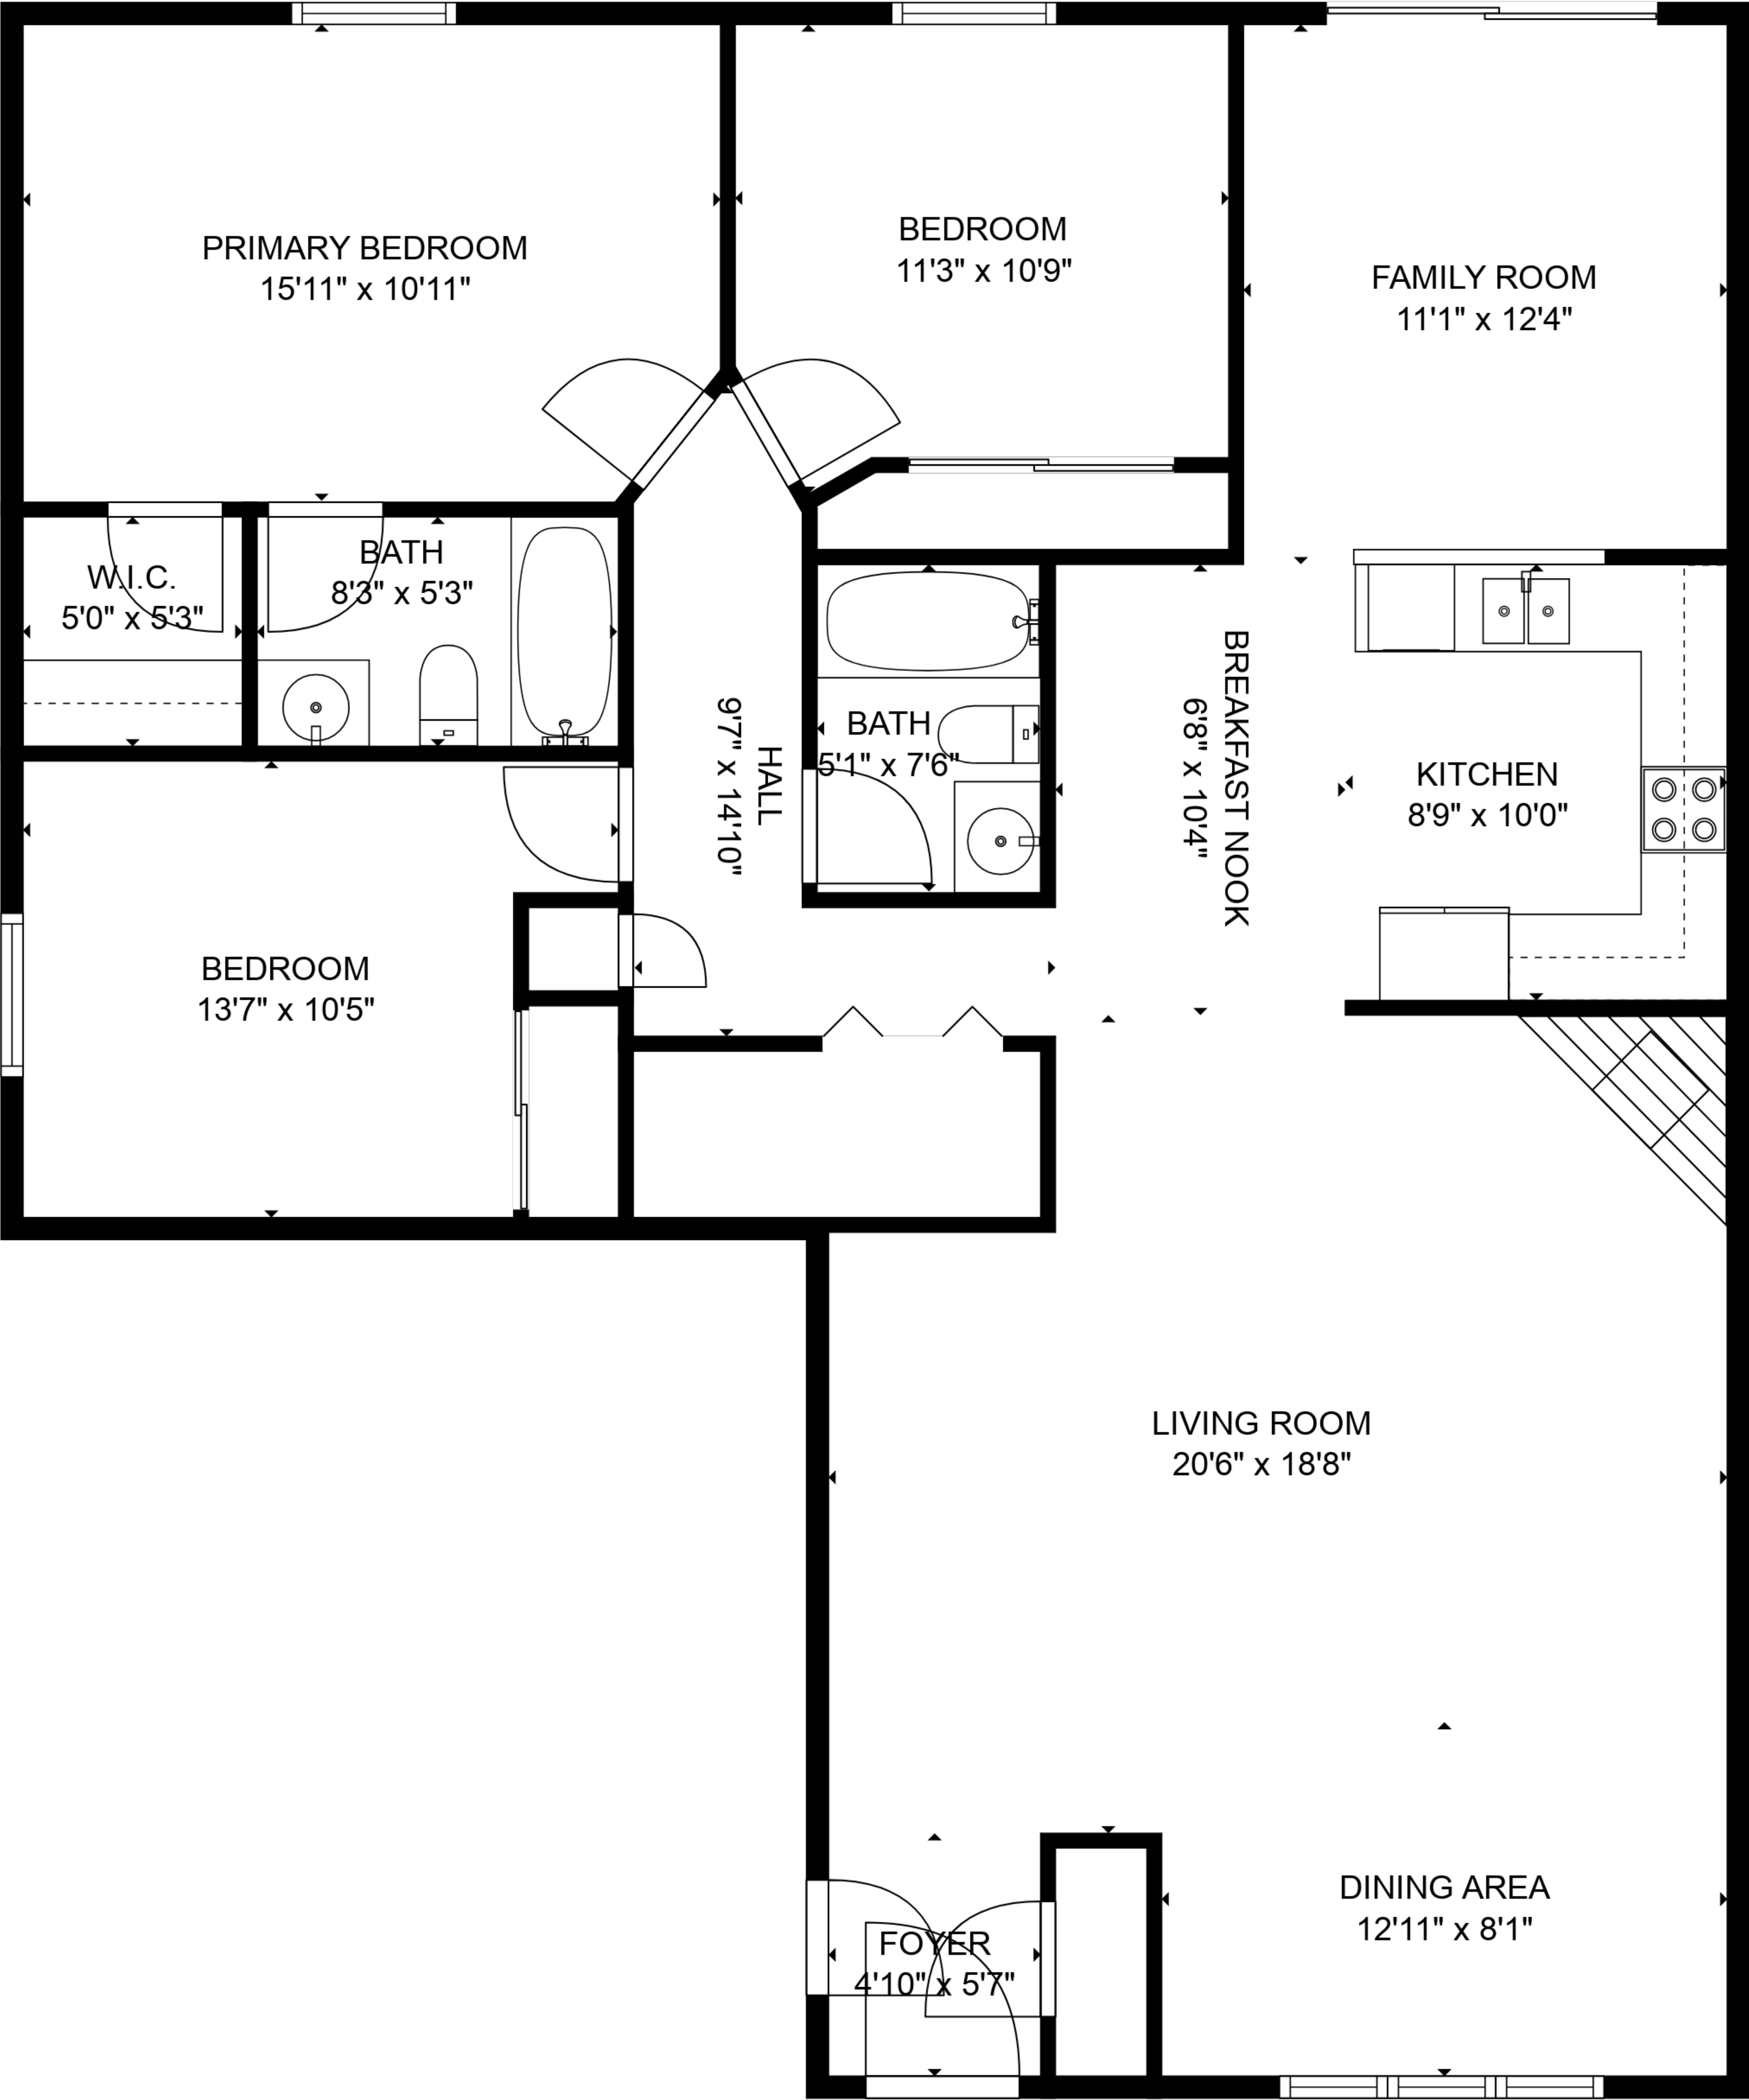 PRIMARY BEDROOM
15'11" x 10'11"
BEDROOM
11'3" x 10'9"
FAMILY ROOM
11'1" x 12'4"
W.I.C.
5'0" x 5'3"
BATH
8'3" x 5'3"
HALL
9'7" x 14'10"
BATH
5'1" x 7'6"
BREAKFAST NOOK
6'8" x 10'4"
KITCHEN
8'9" x 10'0"
BEDROOM
13'7" x 10'5"
LIVING ROOM
20'6" x 18'8"
DINING AREA
12'11" x 8'1"
FOYER
4'10" x 5'7"